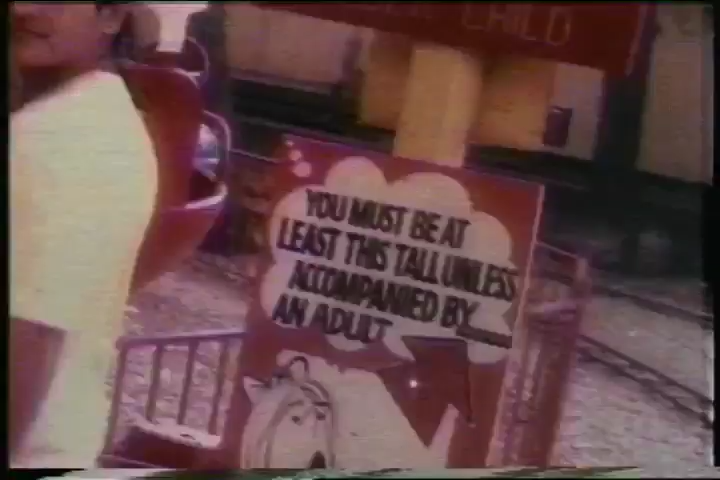 CHILD
YOU MUST BE AT
LEAST THIS TALL UNLESS
ACCOMPANIED BY
AN ADULT